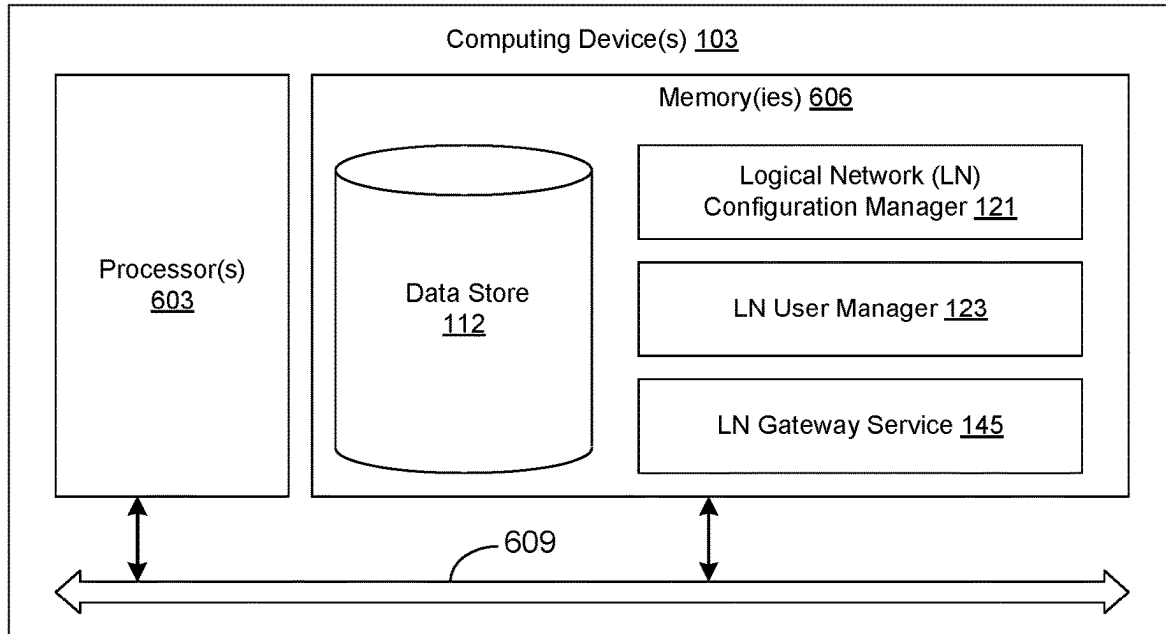 Computing Device(s) 103
Memory(ies) 606
Processor(s)
603
Data Store
112
Logical Network (LN)
Configuration Manager 121
LN User Manager 123
LN Gateway Service 145
609